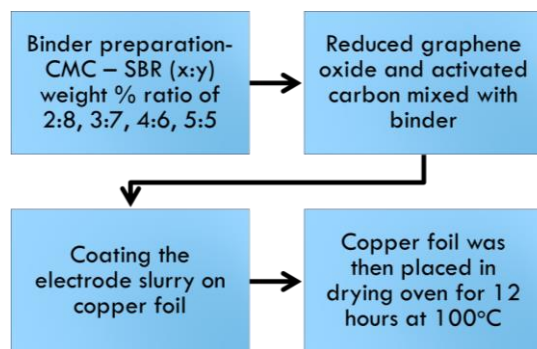 Binder preparation-
CMC – SBR (x:y)
weight % ratio of
2:8, 3:7, 4:6, 5:5
Reduced graphene
oxide and activated
carbon mixed with
binder
Coating the
electrode slurry on
copper foil
Copper foil was
then placed in
drying oven for 12
hours at 100°C